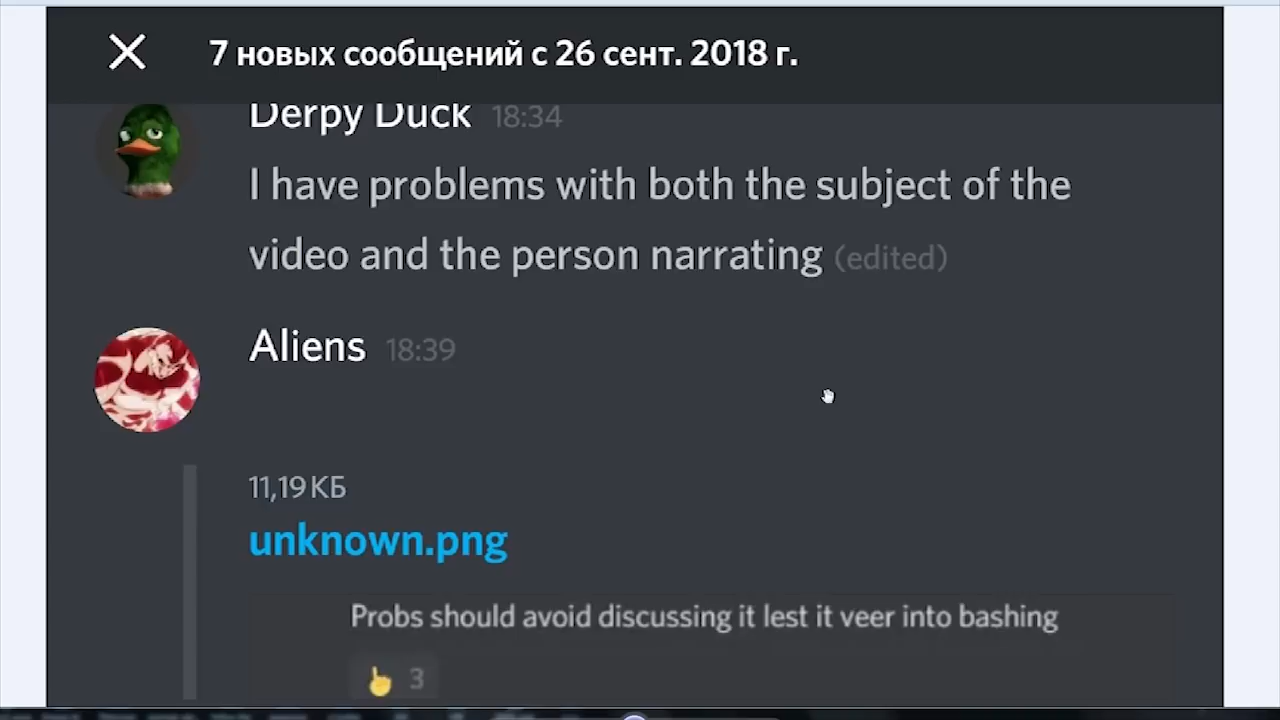 7 новых сообщений с 26 сент. 2018 г.
Derpy Duck 18:34
I have problems with both the subject of the
video and the person narrating (edited)
Aliens 18:39
11,19 КБ
unknown.png
Probs should avoid discussing it lest it veer into bashing
3